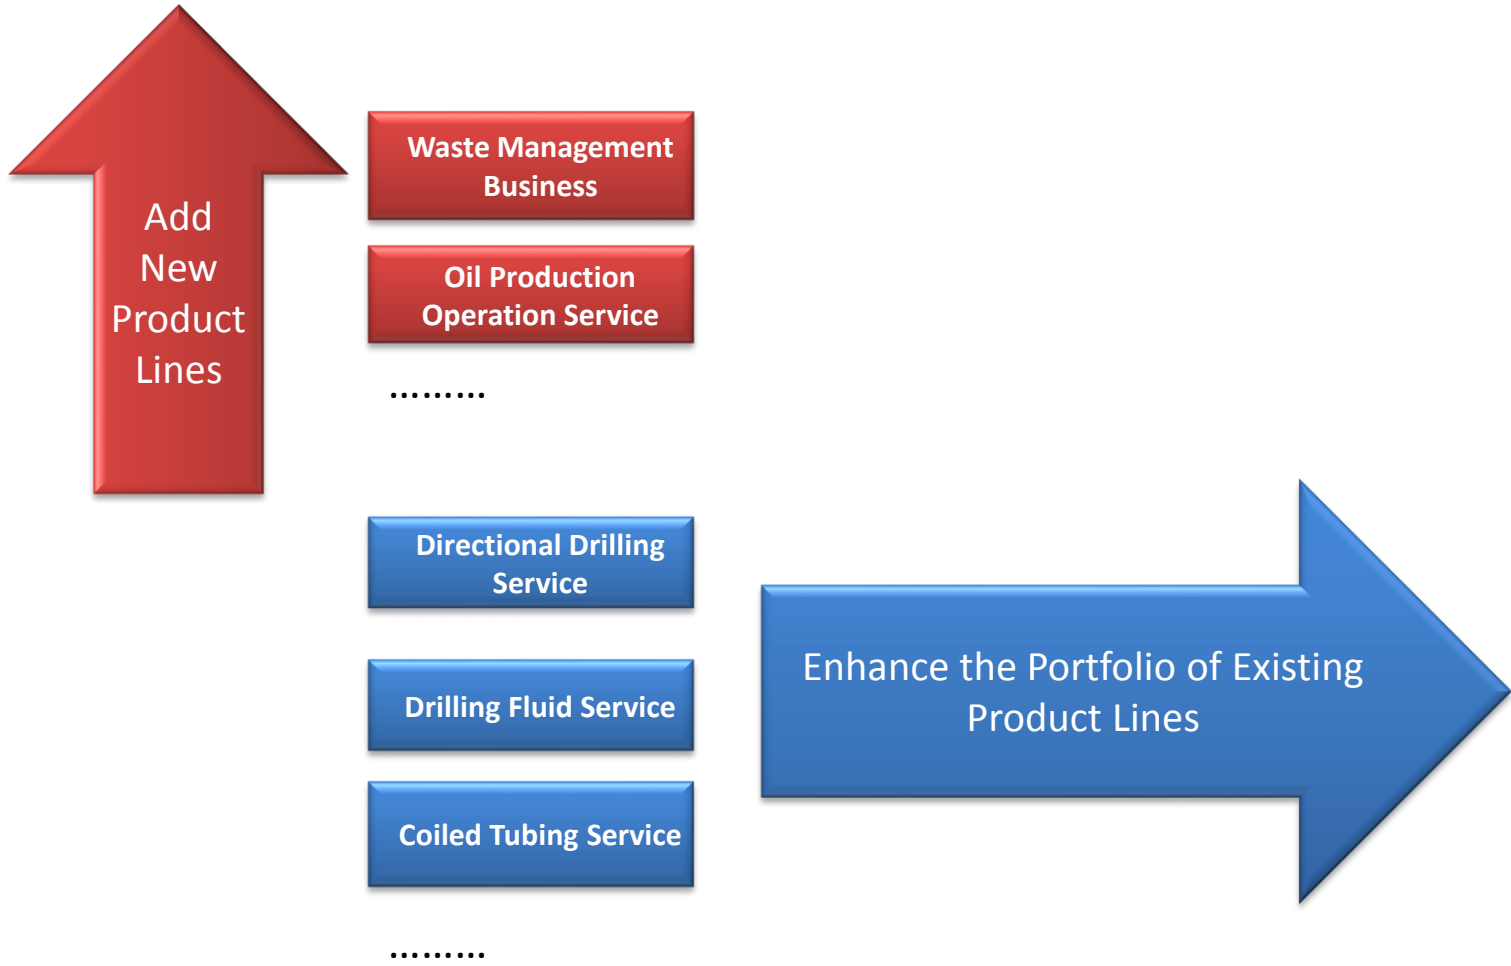 Add
New
Product
Lines
Waste Management
Business
Oil Production
Operation Service
………
Directional Drilling
Service
Drilling Fluid Service
Coiled Tubing Service
………
Enhance the Portfolio of Existing
Product Lines